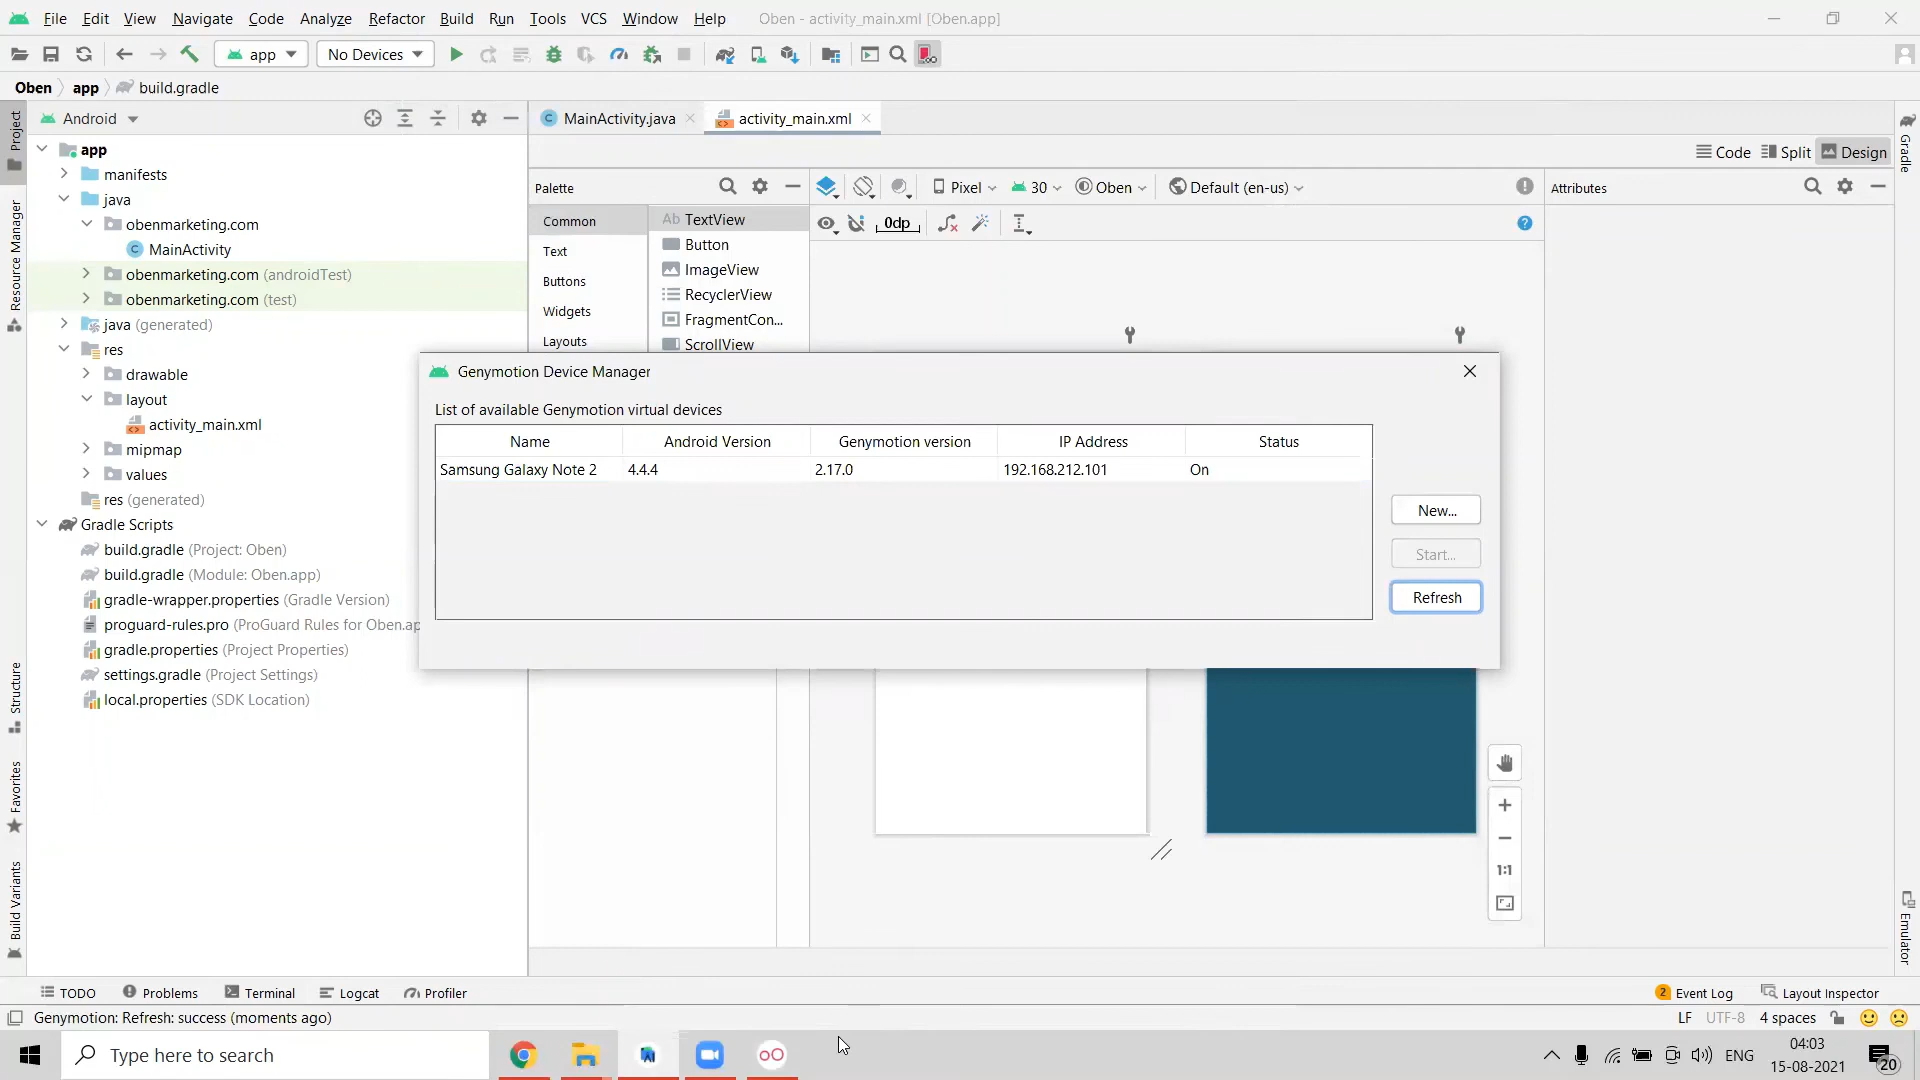 File Edit View Navigate Code Analyze Refactor Build Run Tools VCS Window Help Oben - activity_main.xml [Oben.app]
app No Devices
Oben app build.gradle
Android
MainActivity.java activity_main.xml
Code Split Design
Project
Resource Manager
Structure
Favorites
Build Variants
app
manifests
java
obenmarketing.com
MainActivity
obenmarketing.com (androidTest)
obenmarketing.com (test)
java (generated)
res
drawable
layout
activity_main.xml
mipmap
values
res (generated)
Gradle Scripts
build.gradle (Project: Oben)
build.gradle (Module: Oben.app)
gradle-wrapper.properties (Gradle Version)
proguard-rules.pro (ProGuard Rules for Oben.ap
gradle.properties (Project Properties)
settings.gradle (Project Settings)
local.properties (SDK Location)
Palette
Common
Text
Buttons
Widgets
Layouts
Ab TextView
Button
ImageView
RecyclerView
FragmentCon...
ScrollView
Pixel 30 Oben Default (en-us)
0dp
Attributes
Gradle
Emulator
Genymotion Device Manager
List of available Genymotion virtual devices
Name Android Version Genymotion version IP Address Status
Samsung Galaxy Note 2 4.4.4 2.17.0 192.168.212.101 On
New...
Start...
Refresh
1:1
TODO Problems Terminal Logcat Profiler 2 Event Log Layout Inspector
Genymotion: Refresh: success (moments ago) LF UTF-8 4 spaces
Type here to search
ENG
04:03
15-08-2021
20